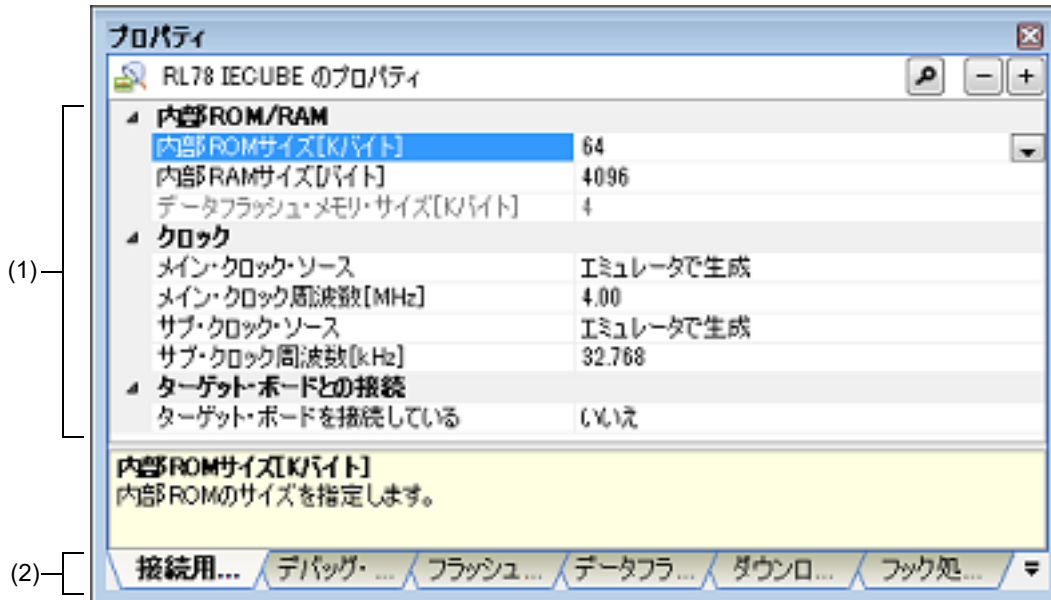 プロパティ
RL78 IECUBE のプロパティ
内部ROM/RAM
内部ROMサイズ[Kバイト] 64
内部RAMサイズ[バイト] 4096
データフラッシュ・メモリ・サイズ[Kバイト] 4
クロック
メイン・クロック・ソース エミュレータで生成
メイン・クロック周波数[MHz] 4.00
サブ・クロック・ソース エミュレータで生成
サブ・クロック周波数[kHz] 32.768
ターゲット・ボードとの接続
ターゲット・ボードを接続している いいえ
(1)
内部ROMサイズ[Kバイト]
内部ROMのサイズを指定します。
(2)
接続用... デバッグ・ ... フラッシュ... データフラ... ダウンロ... フック処...